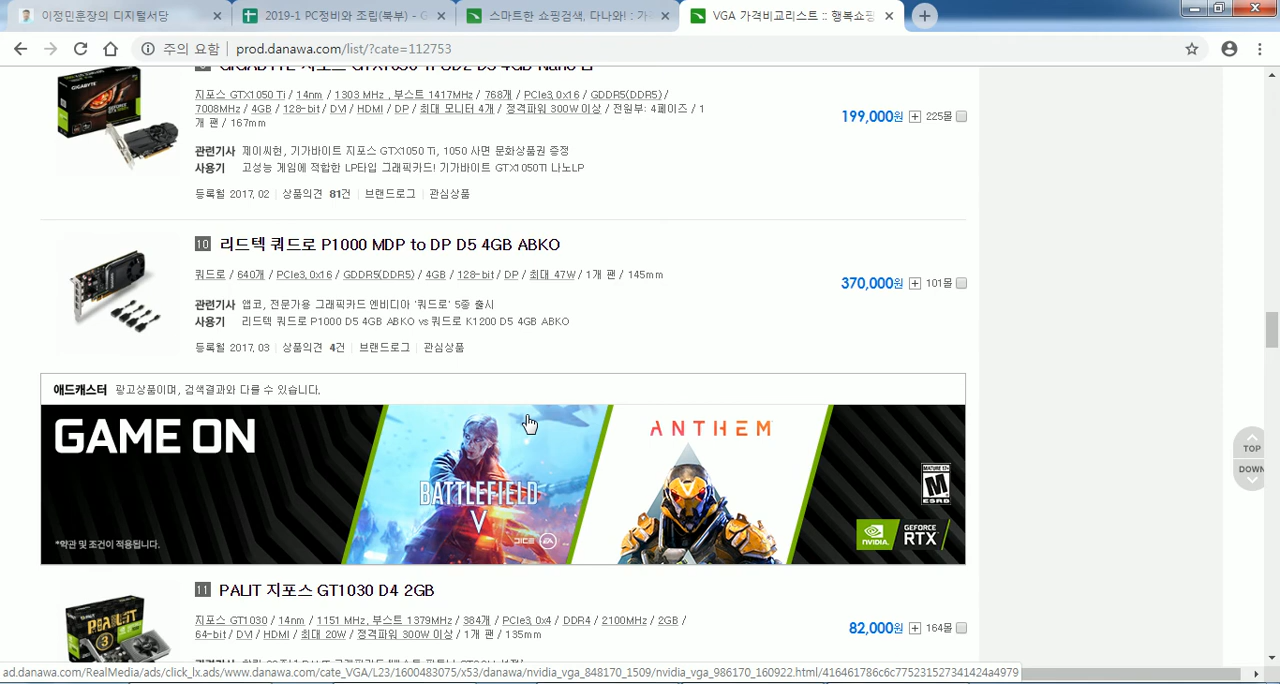 이정민훈장의 디지털서당
2019-1 PC정비와 조립(북부) - G
스마트한 쇼핑검색, 다나와! : 가
VGA 가격비교리스트 :: 행복쇼핑
주의 요함 | prod.danawa.com/list/?cate=112753
GIGABYTE 지포스 GTX1050 Ti UDV D5 4GB Nano
지포스 GTX1050 Ti / 14nm / 1303 MHz , 부스트 1417MHz / 768개 / PCIe3.0x16 / GDDR5(DDR5) /
7008MHz / 4GB / 128-bit / DVI / HDMI / DP / 최대 모니터 4개 / 정격파워 300W 이상 / 전원부: 4페이즈 / 1
개 팬 / 167mm
199,000원 + 225몰
관련기사 제이씨현, 기가바이트 지포스 GTX1050 Ti, 1050 사면 문화상품권 증정
사용기 고성능 게임에 적합한 LP타입 그래픽카드! 기가바이트 GTX1050TI 나노LP
등록월 2017, 02 | 상품의견 81건 | 브랜드로그 | 관심상품
10 리드텍 쿼드로 P1000 MDP to DP D5 4GB ABKO
쿼드로 / 640개 / PCIe3.0x16 / GDDR5(DDR5) / 4GB / 128-bit / DP / 최대 47W / 1개 팬 / 145mm
370,000원 + 101몰
관련기사 앱코, 전문가용 그래픽카드 엔비디아 '쿼드로' 5종 출시
사용기 리드텍 쿼드로 P1000 D5 4GB ABKO vs 쿼드로 K1200 D5 4GB ABKO
등록월 2017, 03 | 상품의견 4건 | 브랜드로그 | 관심상품
애드캐스터 광고상품이며, 검색결과와 다를 수 있습니다.
GAME ON
BATTLEFIELD
V
DICE EA
ANTHEM
MATURE 17+
M
ESRB
NVIDIA.
GEFORCE
RTX
*약관 및 조건이 적용됩니다.
TOP
DOWN
11 PALIT 지포스 GT1030 D4 2GB
지포스 GT1030 / 14nm / 1151 MHz, 부스트 1379MHz / 384개 / PCIe3.0x4 / DDR4 / 2100MHz / 2GB /
64-bit / DVI / HDMI / 최대 20W / 정격파워 300W 이상 / 1개 팬 / 135mm
82,000원 + 164몰
ad.danawa.com/RealMedia/ads/click_lx.ads/www.danawa.com/cate_VGA/L23/1600483075/x53/danawa/nvidia_vga_848170_1509/nvidia_vga_986170_160922.html/416461786c6c775231527341424a4979